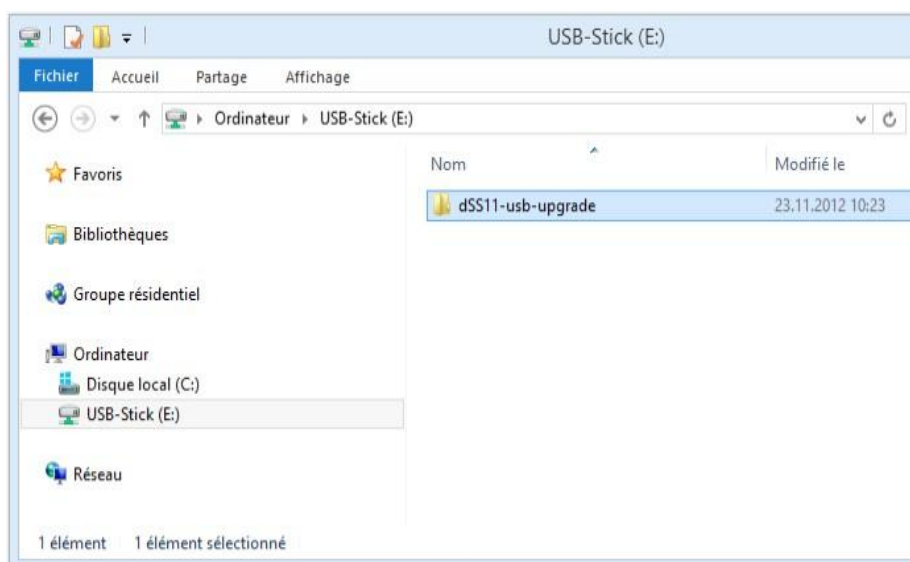 USB-Stick (E:)
Fichier Accueil Partage Affichage
Ordinateur USB-Stick (E:)
Nom Modifié le
Favoris
dSS11-usb-upgrade 23.11.2012 10:23
Bibliothèques
Groupe résidentiel
Ordinateur
Disque local (C:)
USB-Stick (E:)
Réseau
1 élément 1 élément sélectionné